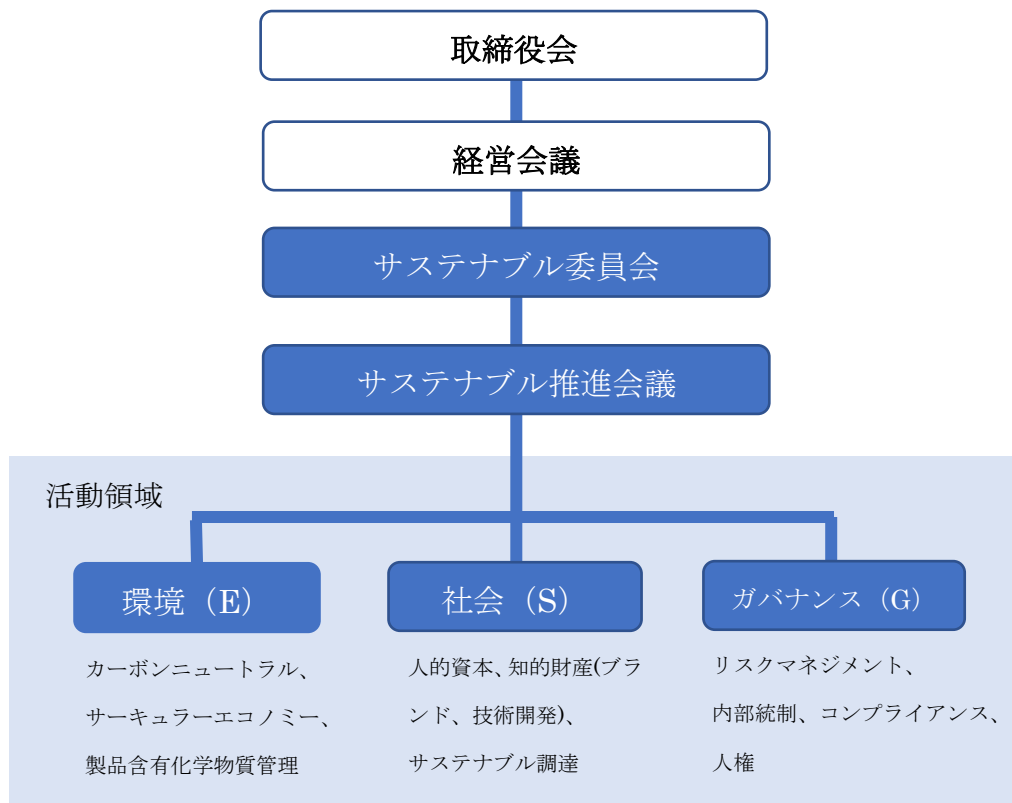 取締役会
経営会議
サステナブル委員会
サステナブル推進会議
活動領域
環境（E）
カーボンニュートラル、
サーキュラーエコノミー、
製品含有化学物質管理
社会（S）
人的資本、知的財産(ブラ
ンド、技術開発)、
サステナブル調達
ガバナンス（G）
リスクマネジメント、
内部統制、コンプライアンス、
人権